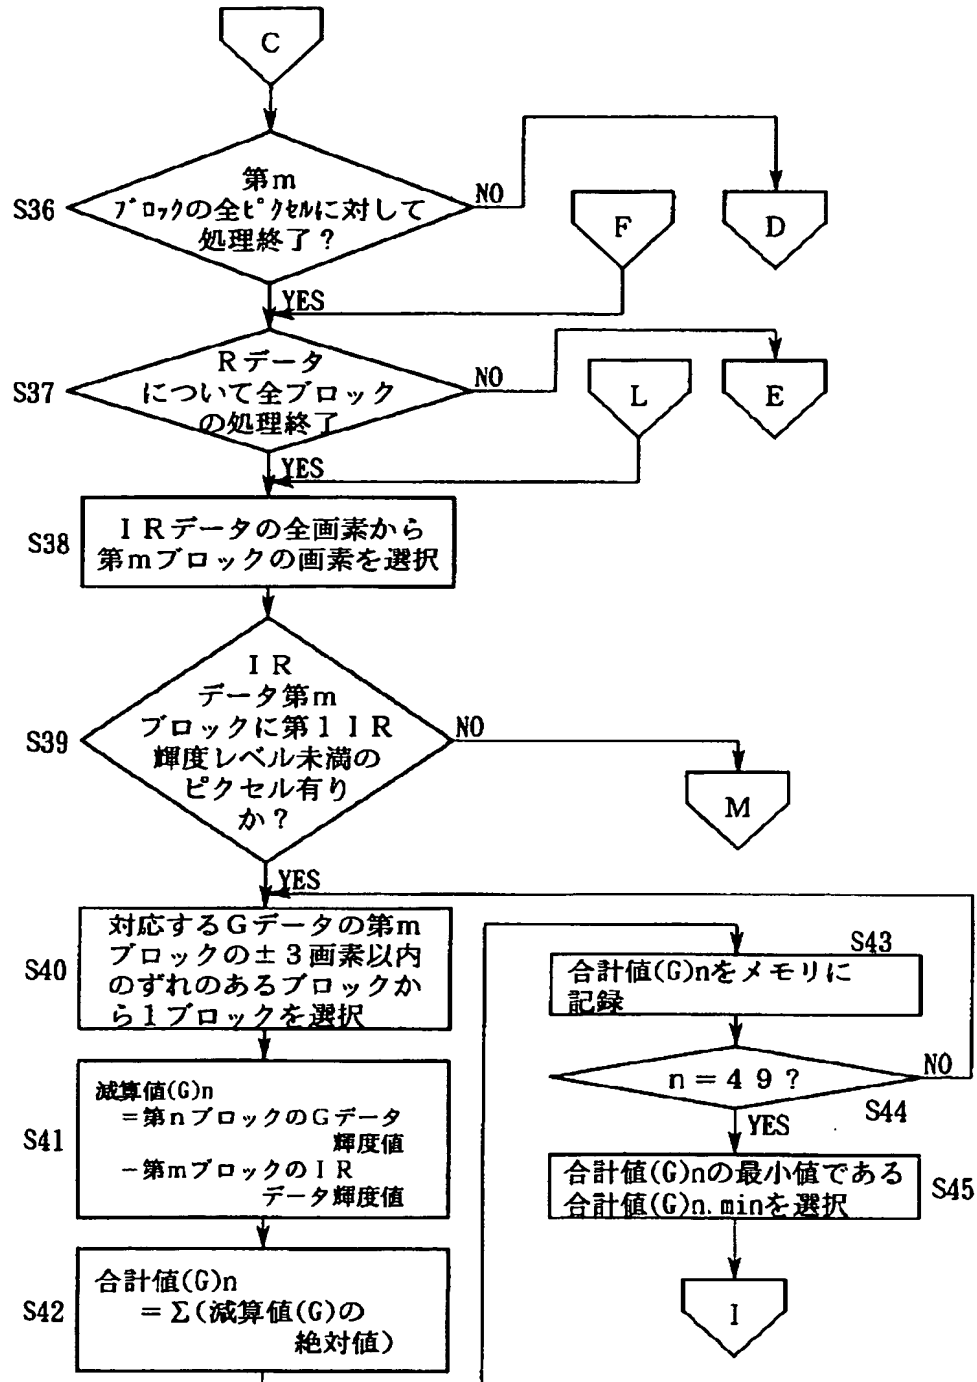 C
第m
ブロックの全ピクセルに対して
処理終了?
S36
NO
D
F
YES
Rデータ
について全ブロック
の処理終了
S37
NO
E
L
YES
S38
IRデータの全画素から
第mブロックの画素を選択
IR
データ第m
ブロックに第1IR
輝度レベル未満の
ピクセル有り
か?
S39
NO
M
YES
S40
対応するGデータの第m
ブロックの±3画素以内
のずれのあるブロックか
ら1ブロックを選択
S41
減算値(G)n
=第nブロックのGデータ
輝度値
-第mブロックのIR
データ輝度値
S42
合計値(G)n
=Σ(減算値(G)の
絶対値)
S43
合計値(G)nをメモリに
記録
n=49?
NO
S44
YES
合計値(G)nの最小値である
合計値(G)n.minを選択
S45
I